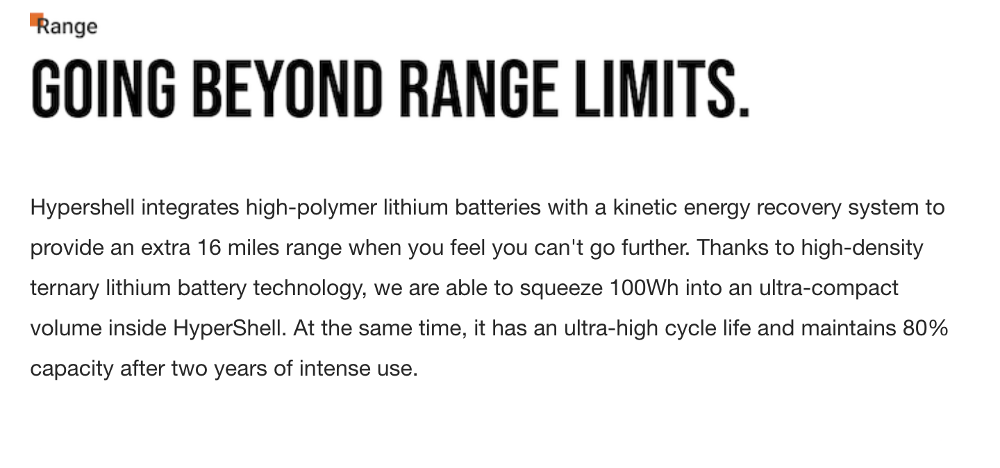 Range
GOING BEYOND RANGE LIMITS.
Hypershell integrates high-polymer lithium batteries with a kinetic energy recovery system to
provide an extra 16 miles range when you feel you can't go further. Thanks to high-density
ternary lithium battery technology, we are able to squeeze 100Wh into an ultra-compact
volume inside HyperShell. At the same time, it has an ultra-high cycle life and maintains 80%
capacity after two years of intense use.